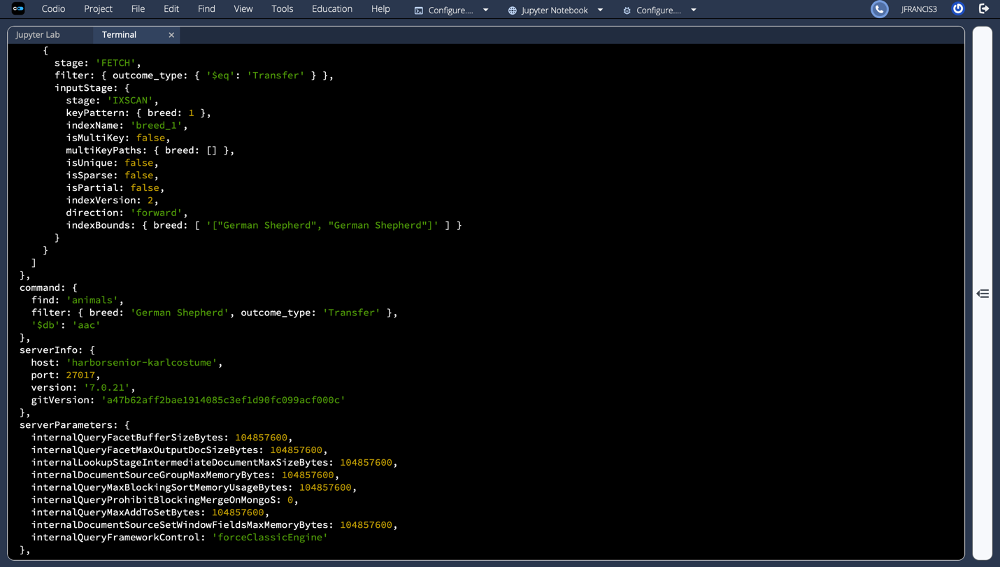 Codio Project File Edit Find View Tools Education Help Configure.... Jupyter Notebook Configure.... JFRANCIS3
Jupyter Lab Terminal ×
{
stage: 'FETCH',
filter: { outcome_type: { '$eq': 'Transfer' } },
inputStage: {
stage: 'IXSCAN',
keyPattern: { breed: 1 },
indexName: 'breed_1',
isMultiKey: false,
multiKeyPaths: { breed: [] },
isUnique: false,
isSparse: false,
isPartial: false,
indexVersion: 2,
direction: 'forward',
indexBounds: { breed: [ '["German Shepherd", "German Shepherd"]' ] }
}
}
]
},
command: {
find: 'animals',
filter: { breed: 'German Shepherd', outcome_type: 'Transfer' },
'$db': 'aac'
},
serverInfo: {
host: 'harborsenior-karlcostume',
port: 27017,
version: '7.0.21',
gitVersion: 'a47b62aff2bae1914085c3ef1d90fc099acf000c'
},
serverParameters: {
internalQueryFacetBufferSizeBytes: 104857600,
internalQueryFacetMaxOutputDocSizeBytes: 104857600,
internalLookupStageIntermediateDocumentMaxSizeBytes: 104857600,
internalDocumentSourceGroupMaxMemoryBytes: 104857600,
internalQueryMaxBlockingSortMemoryUsageBytes: 104857600,
internalQueryProhibitBlockingMergeOnMongoS: 0,
internalQueryMaxAddToSetBytes: 104857600,
internalDocumentSourceSetWindowFieldsMaxMemoryBytes: 104857600,
internalQueryFrameworkControl: 'forceClassicEngine'
},